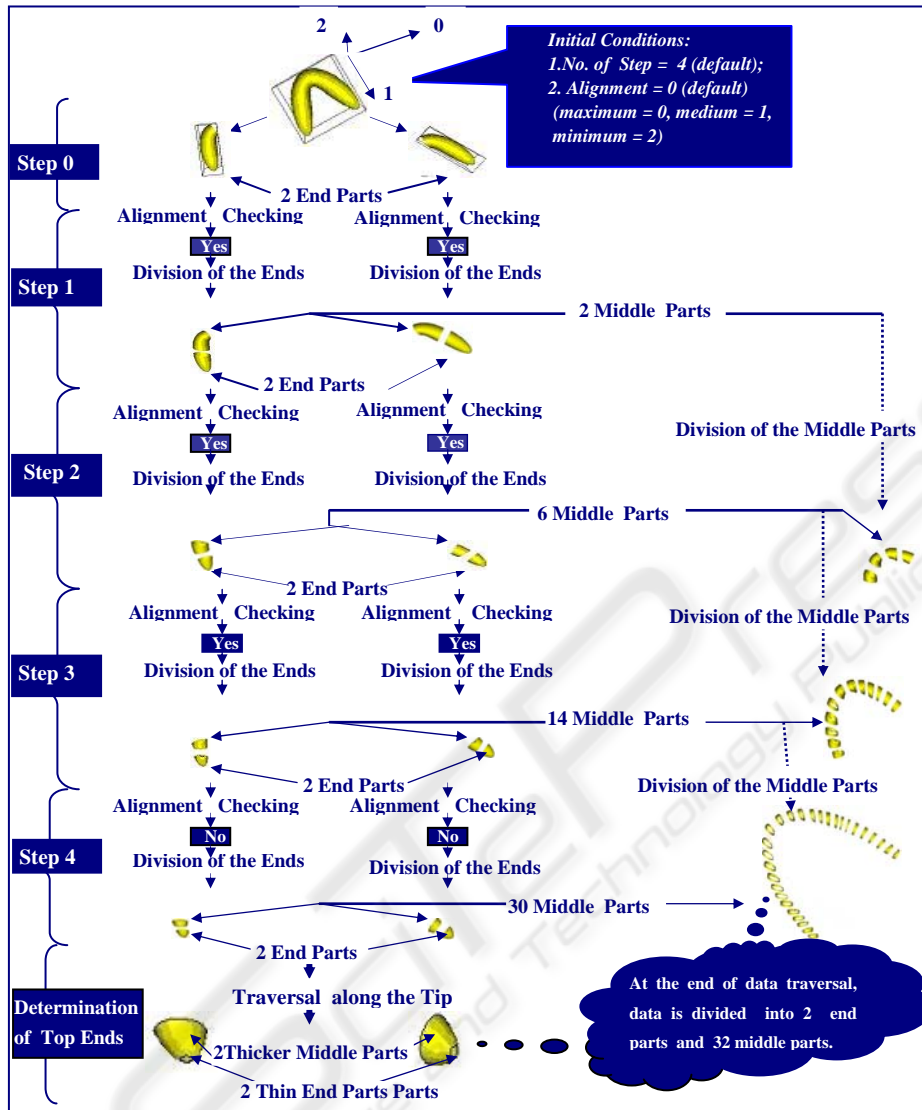 2
0
1
Initial Conditions:
1.No. of Step = 4 (default);
2. Alignment = 0 (default)
(maximum = 0, medium = 1,
minimum = 2)
Step 0
2 End Parts
Alignment Checking
Alignment Checking
Yes
Yes
Division of the Ends
Division of the Ends
Step 1
2 Middle Parts
2 End Parts
Alignment Checking
Alignment Checking
Division of the Middle Parts
Yes
Yes
Step 2
Division of the Ends
Division of the Ends
6 Middle Parts
2 End Parts
Alignment Checking
Alignment Checking
Division of the Middle Parts
Yes
Yes
Step 3
Division of the Ends
Division of the Ends
14 Middle Parts
2 End Parts
Division of the Middle Parts
Alignment Checking
Alignment Checking
No
No
Step 4
Division of the Ends
Division of the Ends
30 Middle Parts
2 End Parts
Traversal along the Tip
Determination
of Top Ends
2Thicker Middle Parts
2 Thin End Parts Parts
At the end of data traversal,
data is divided into 2 end
parts and 32 middle parts.